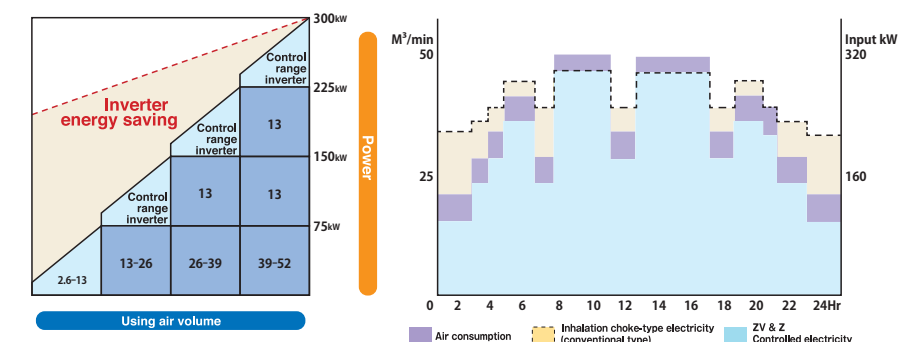 300kW
Control
range
inverter
225kW
Inverter
energy saving
13
Control
range
inverter
150kW
Power
13
13
Control
range
inverter
75kW
2.6-13
13-26
26-39
39-52
Using air volume
M³/min
Input kW
50
320
25
160
0 2 4 6 8 10 12 14 16 18 20 22 24Hr
Air consumption
Inhalation choke-type electricity
(conventional type)
ZV & Z
Controlled electricity